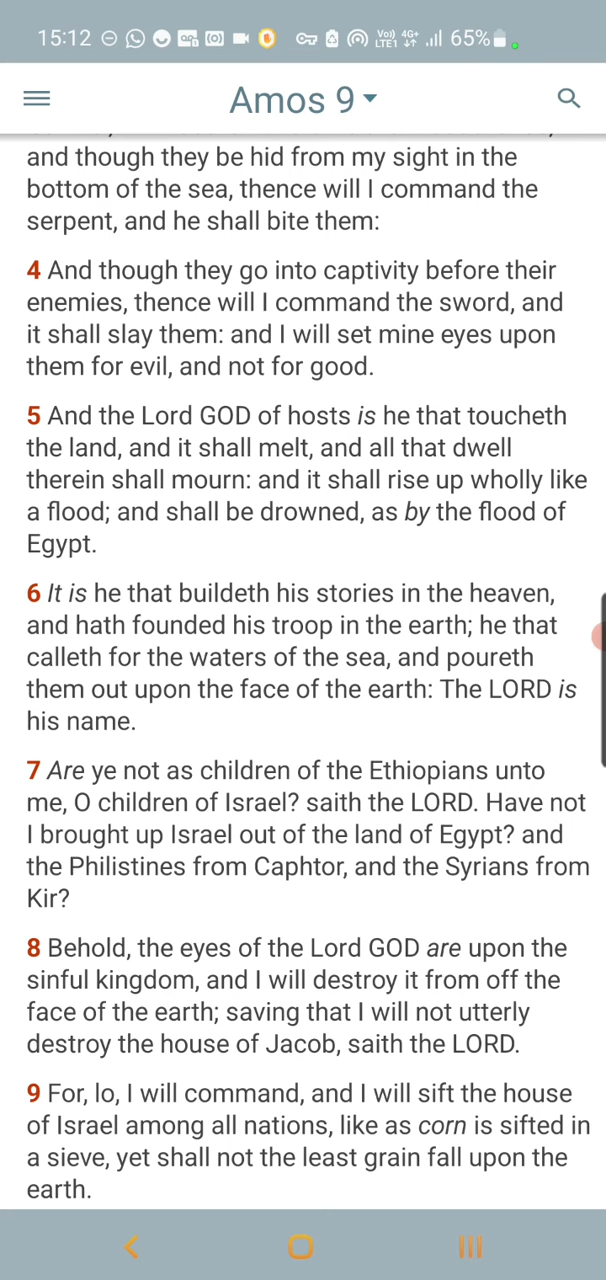 15:12
Vo)) 4G+
LTE1
65%
Amos 9
and though they be hid from my sight in the
bottom of the sea, thence will I command the
serpent, and he shall bite them:
4 And though they go into captivity before their
enemies, thence will I command the sword, and
it shall slay them: and I will set mine eyes upon
them for evil, and not for good.
5 And the Lord GOD of hosts is he that toucheth
the land, and it shall melt, and all that dwell
therein shall mourn: and it shall rise up wholly like
a flood; and shall be drowned, as by the flood of
Egypt.
6 It is he that buildeth his stories in the heaven,
and hath founded his troop in the earth; he that
calleth for the waters of the sea, and poureth
them out upon the face of the earth: The LORD is
his name.
7 Are ye not as children of the Ethiopians unto
me, O children of Israel? saith the LORD. Have not
I brought up Israel out of the land of Egypt? and
the Philistines from Caphtor, and the Syrians from
Kir?
8 Behold, the eyes of the Lord GOD are upon the
sinful kingdom, and I will destroy it from off the
face of the earth; saving that I will not utterly
destroy the house of Jacob, saith the LORD.
9 For, lo, I will command, and I will sift the house
of Israel among all nations, like as corn is sifted in
a sieve, yet shall not the least grain fall upon the
earth.